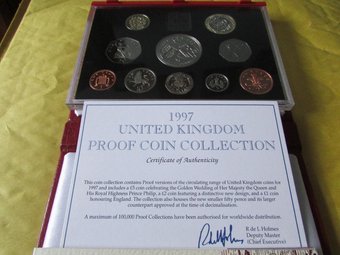 1997
UNITED KINGDOM
PROOF COIN COLLECTION
Certificate of Authenticity
This coin collection contains Proof versions of the circulating range of United Kingdom coins for
1997 and includes a £5 coin celebrating the Golden Wedding of Her Majesty the Queen and
His Royal Highness Prince Philip, a £2 coin featuring a distinctive new design, and a £1 coin
honouring England. The collection also houses the new smaller fifty pence and its larger
counterpart approved at the time of decimalisation.
A maximum of 100,000 Proof Collections have been authorised for worldwide distribution.
R de L Holmes
Deputy Master
(Chief Executive)